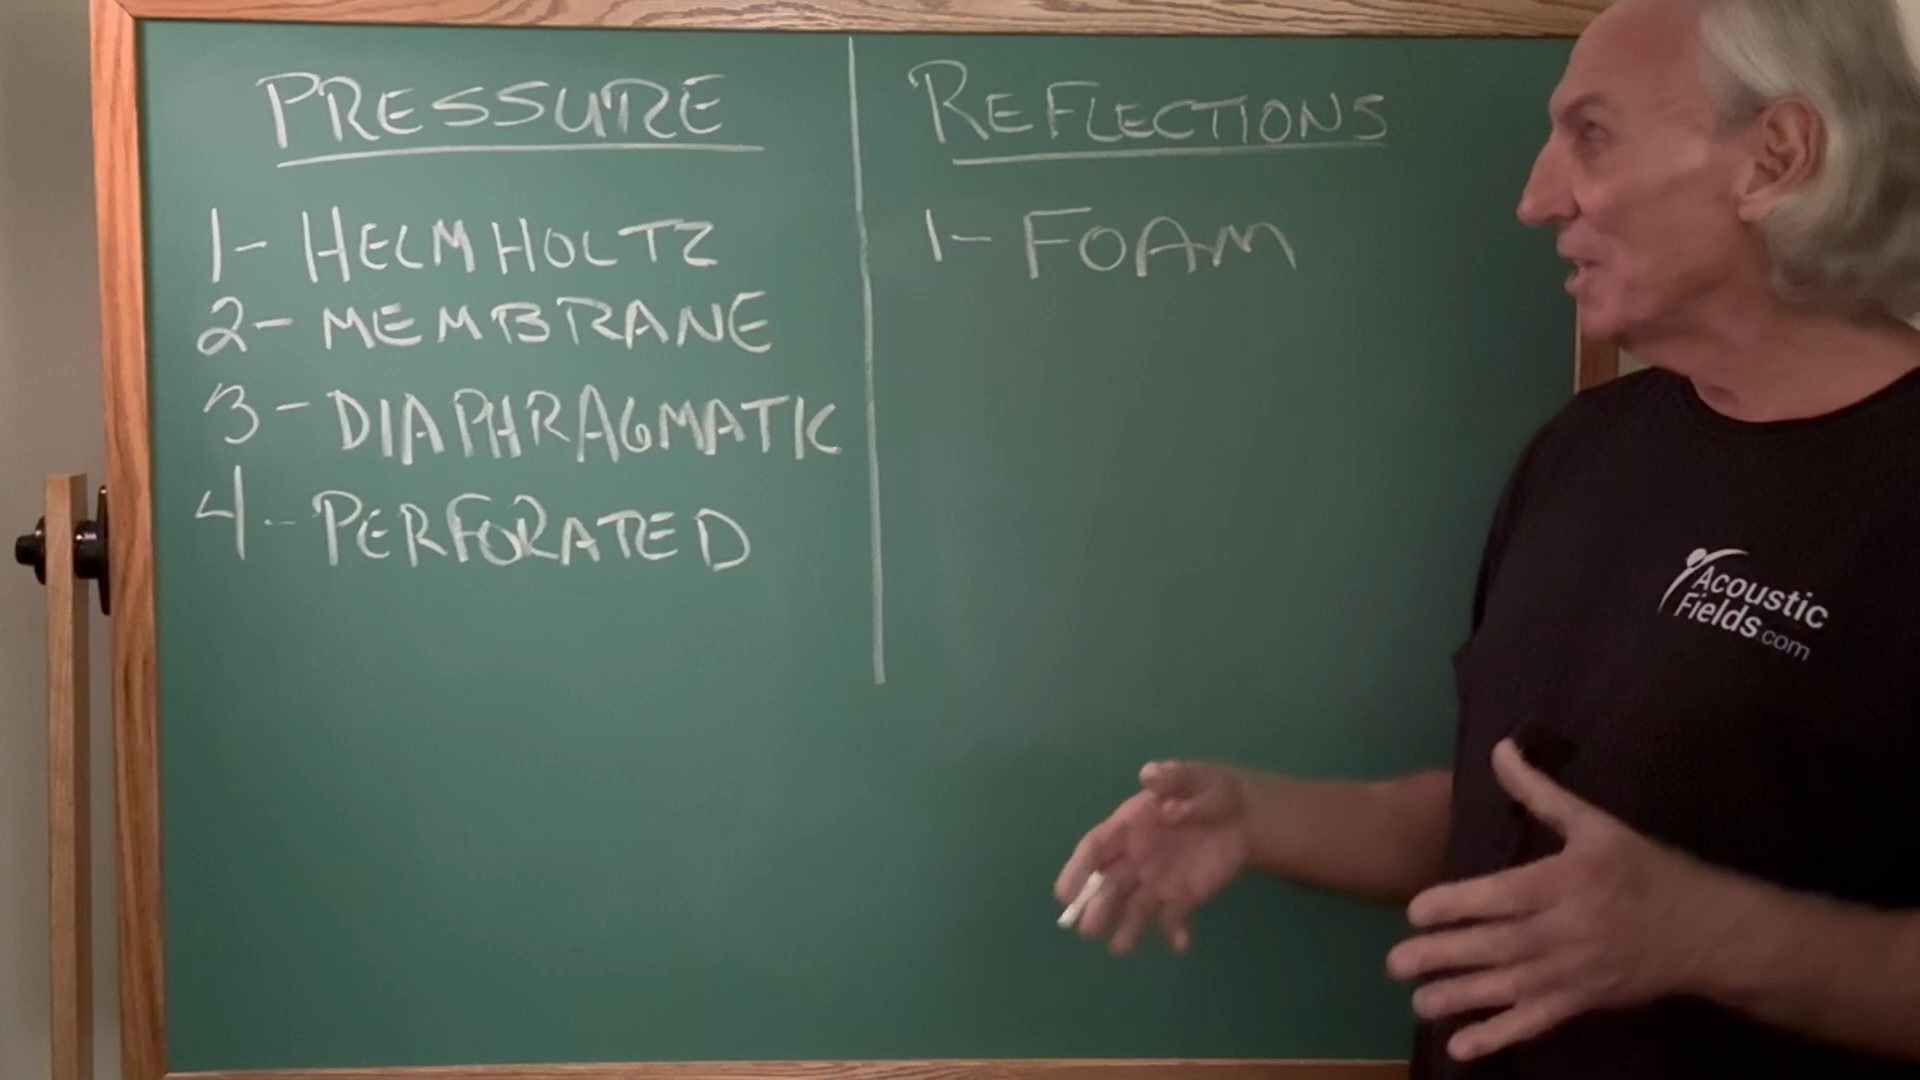 PRESSURE
1- HELMHOLTZ
2- MEMBRANE
3- DIAPHRAGMATIC
4- PERFORATED
REFLECTIONS
1- FOAM
Acoustic
Fields.com